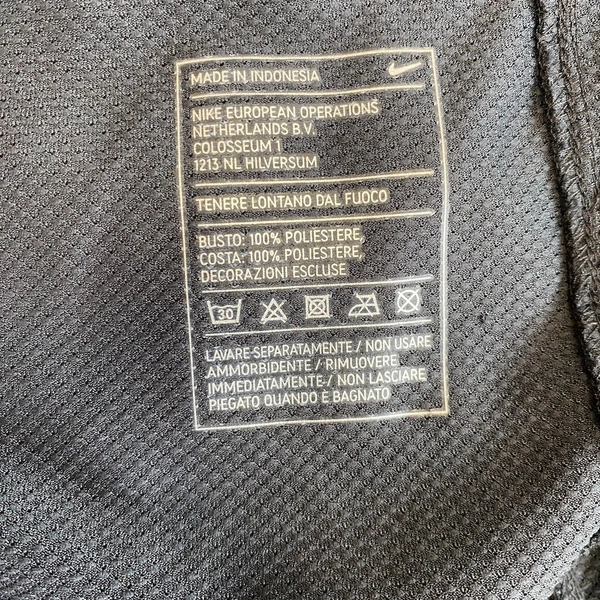 MADE IN INDONESIA
NIKE EUROPEAN OPERATIONS
NETHERLANDS B.V.
COLOSSEUM 1
1213 NL HILVERSUM
TENERE LONTANO DAL FUOCO
BUSTO: 100% POLIESTERE,
COSTA: 100% POLIESTERE,
DECORAZIONI ESCLUSE
30
LAVARE SEPARATAMENTE / NON USARE
AMMORBIDENTE / RIMUOVERE
IMMEDIATAMENTE / NON LASCIARE
PIEGATO QUANDO È BAGNATO